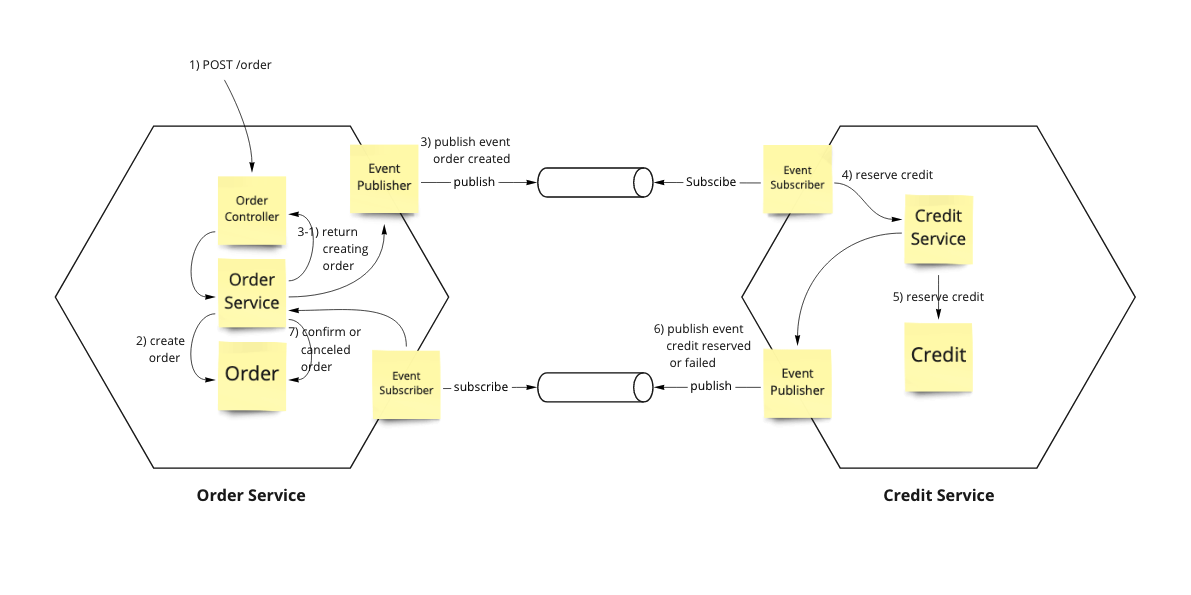 1) POST /order
3) publish event
order created
Event
Publisher
publish
Subscibe
Event
Subscriber
4) reserve credit
Order
Controller
Credit
Service
3-1) return
creating
order
Order
Service
5) reserve credit
2) create
order
7) confirm or
canceled
order
6) publish event
credit reserved
or failed
Order
Event
Subscriber
subscribe
publish
Event
Publisher
Credit
Order Service
Credit Service